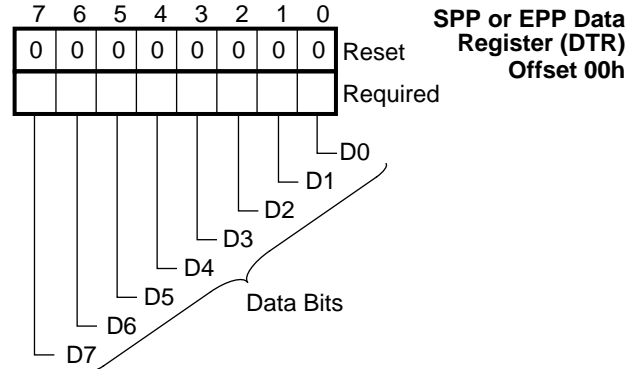 7 6 5 4 3 2 1 0
SPP or EPP Data
Register (DTR)
Offset 00h
0 0 0 0 0 0 0 0 Reset
Required
D0
D1
D2
D3
D4
D5
D6
D7
Data Bits